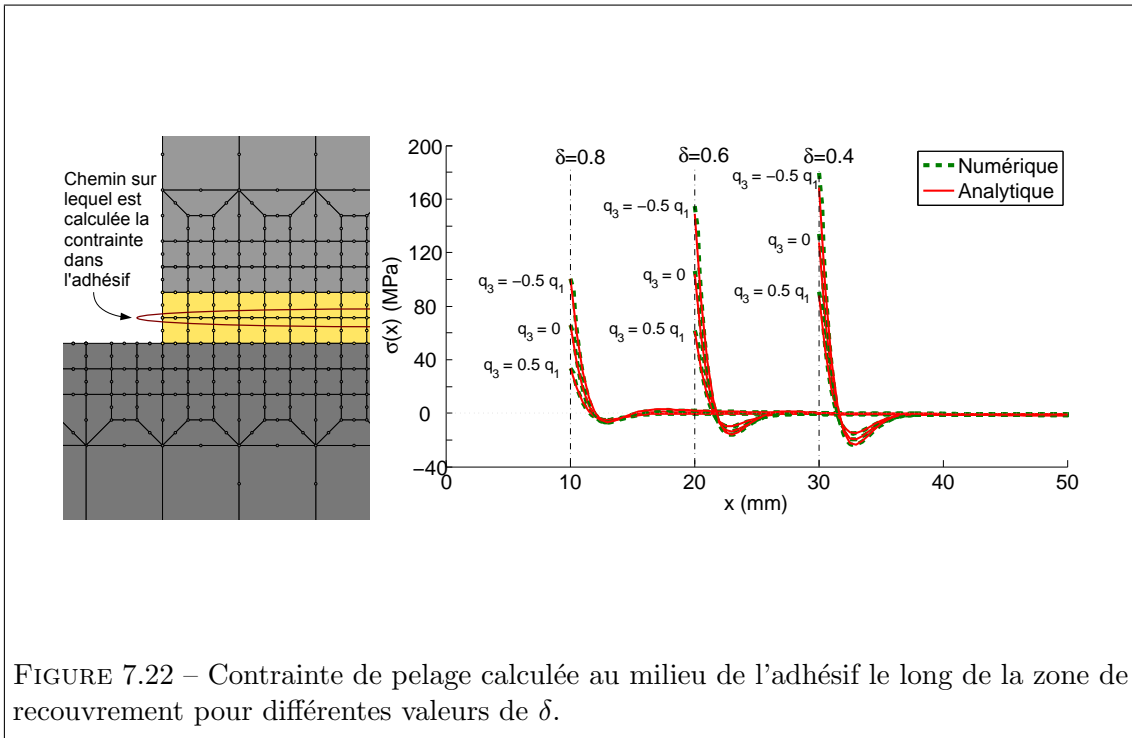 Chemin sur
lequel est
calculée la
contrainte
dans
l'adhésif
σ(x) (MPa)
200
160
120
80
40
0
−40
δ=0.8
δ=0.6
δ=0.4
q3 = −0.5 q1
q3 = 0
q3 = 0.5 q1
q3 = −0.5 q1
q3 = 0
q3 = 0.5 q1
q3 = −0.5 q1
q3 = 0
q3 = 0.5 q1
Numérique
Analytique
0 10 20 30 40 50
x (mm)
FIGURE 7.22 – Contrainte de pelage calculée au milieu de l'adhésif le long de la zone de
recouvrement pour différentes valeurs de δ.